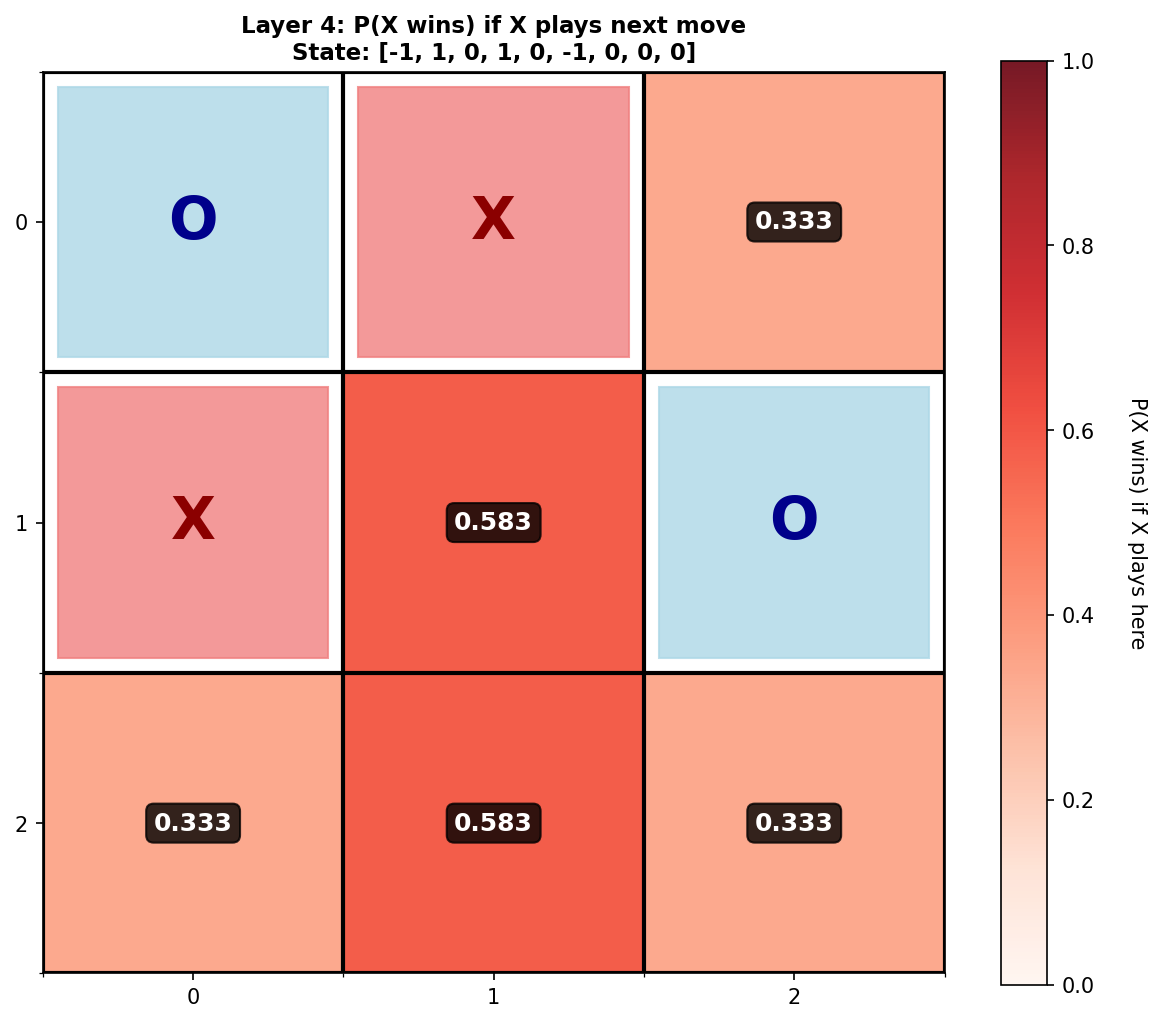 Layer 4: P(X wins) if X plays next move
State: [-1, 1, 0, 1, 0, -1, 0, 0, 0]
0
O
X
0.333
1
X
0.583
O
2
0.333
0.583
0.333
0
1
2
1.0
0.8
0.6
0.4
0.2
0.0
P(X wins) if X plays here